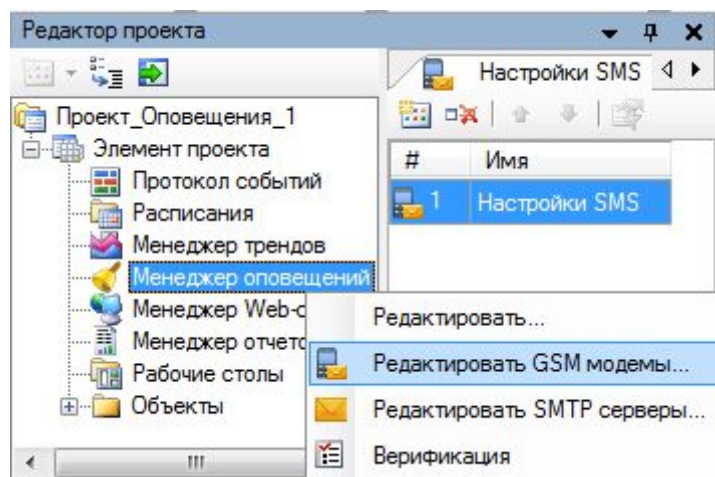 Редактор проекта
Настройки SMS
Проект_Оповещения_1
Элемент проекта
# Имя
Протокол событий
1 Настройки SMS
Расписания
Менеджер трендов
Менеджер оповещений
Менеджер Web-с
Редактировать...
Менеджер отчето
Редактировать GSM модемы...
Рабочие столы
Объекты
Редактировать SMTP серверы...
Верификация